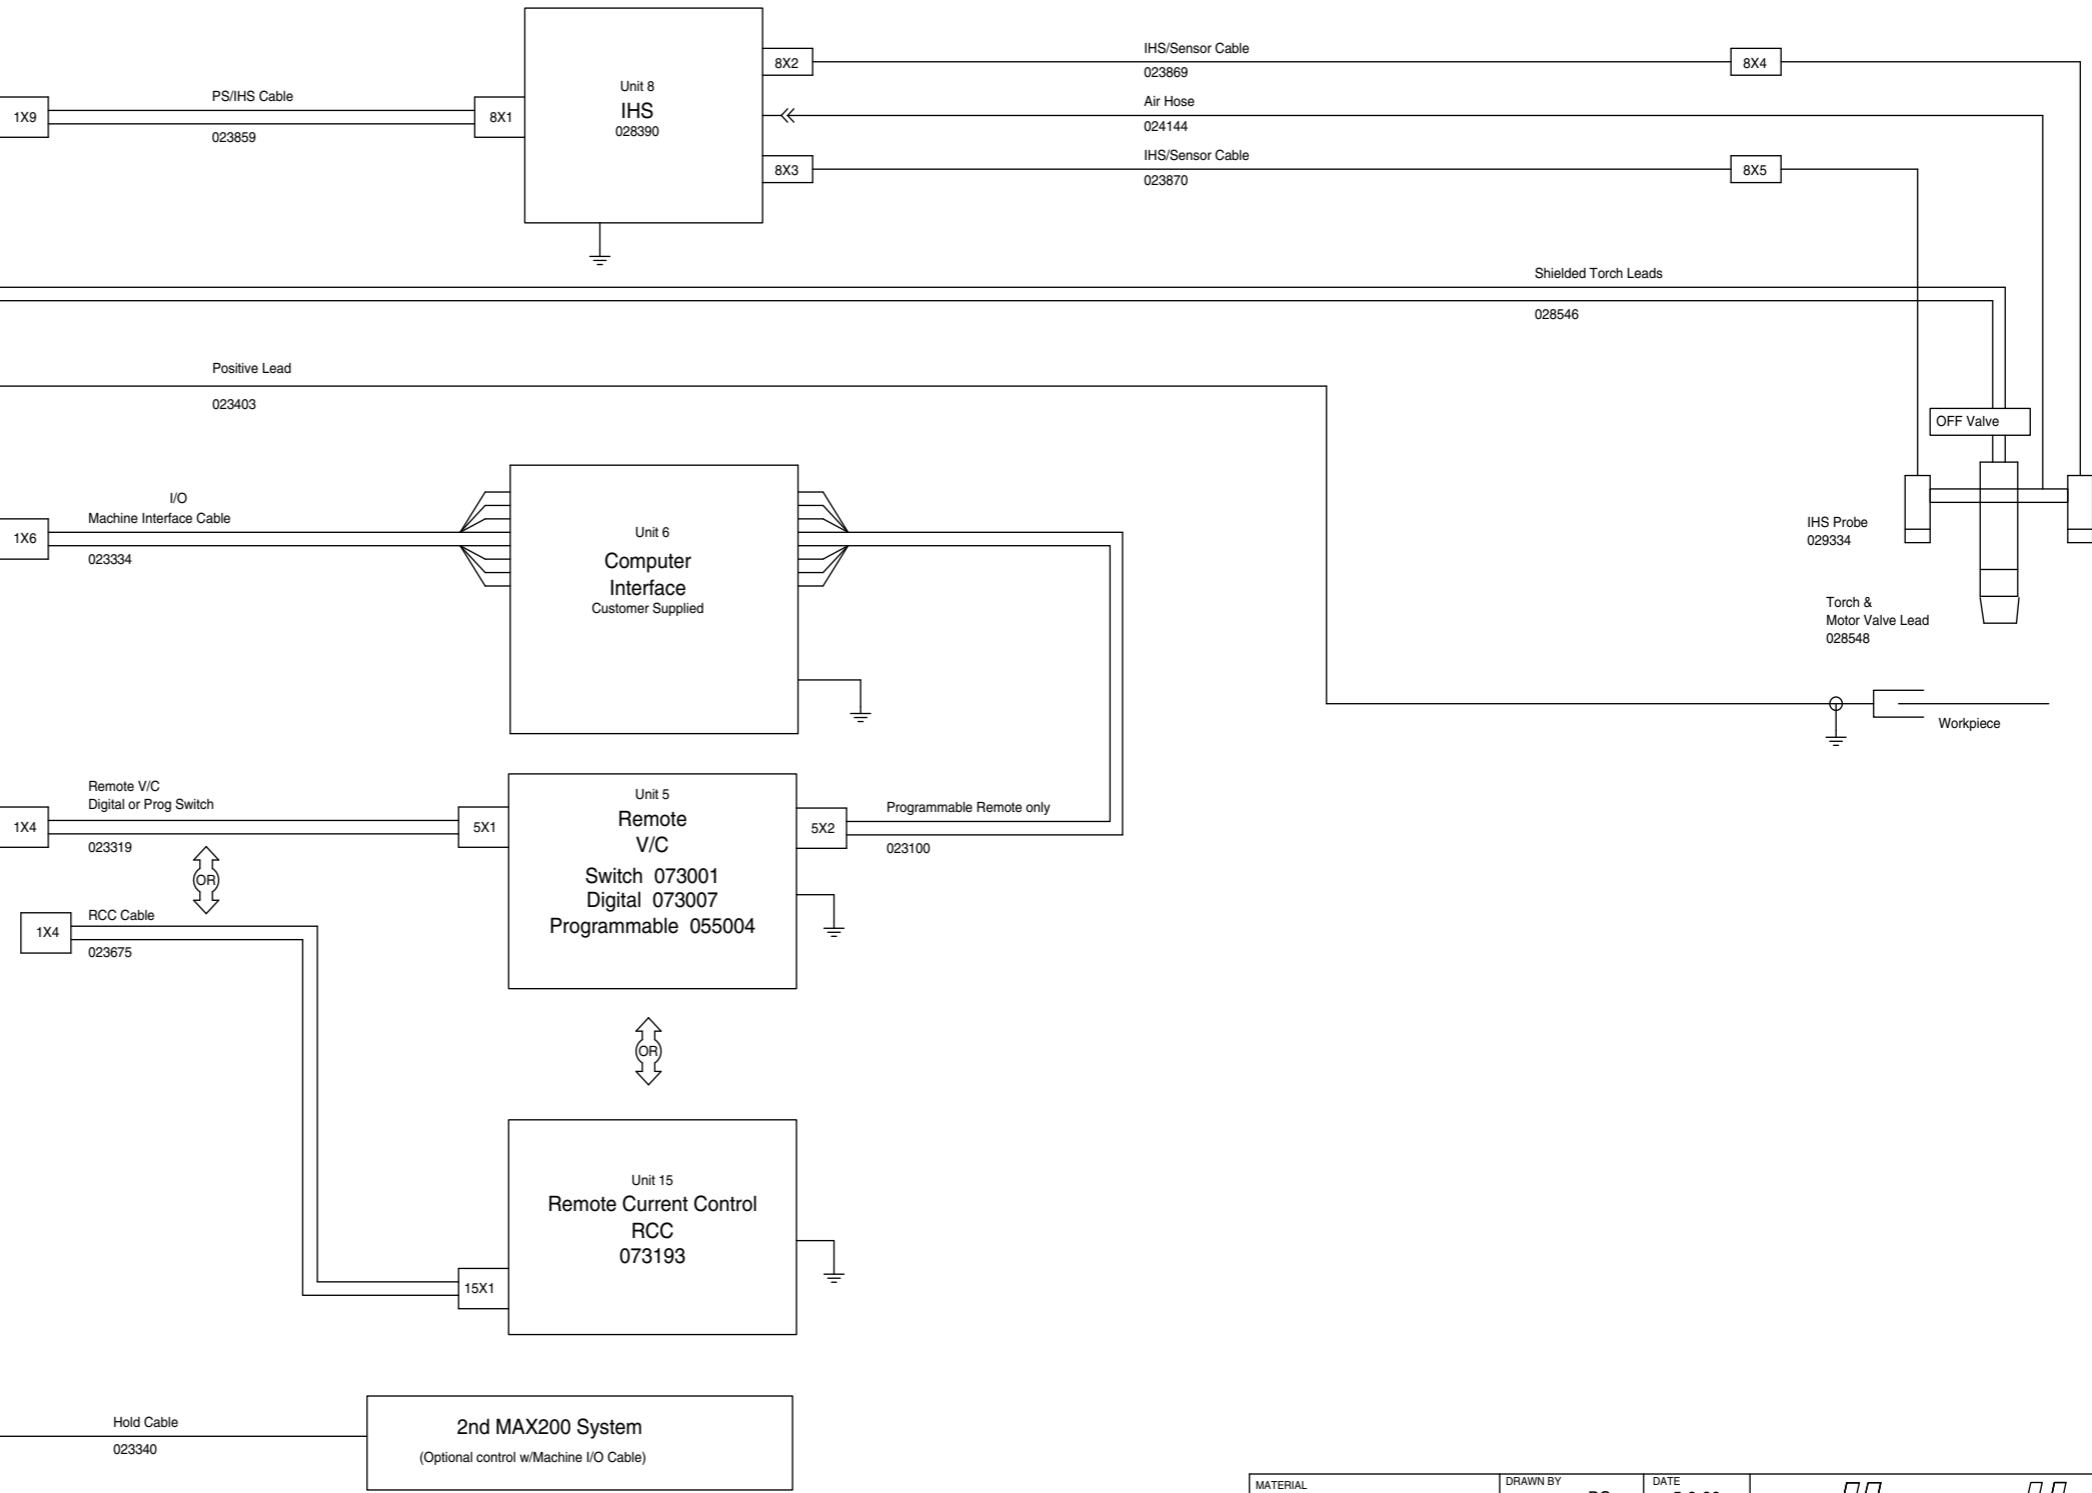 Unit 8
IHS
028390
1X9
PS/IHS Cable
023859
8X1
8X2
IHS/Sensor Cable
023869
8X4
Air Hose
024144
8X3
IHS/Sensor Cable
023870
8X5
Shielded Torch Leads
028546
Positive Lead
023403
OFF Valve
IHS Probe
029334
Torch &
Motor Valve Lead
028548
Workpiece
1X6
I/O
Machine Interface Cable
023334
Unit 6
Computer
Interface
Customer Supplied
1X4
Remote V/C
Digital or Prog Switch
023319
5X1
Unit 5
Remote
V/C
Switch 073001
Digital 073007
Programmable 055004
5X2
Programmable Remote only
023100
OR
1X4
RCC Cable
023675
OR
Unit 15
Remote Current Control
RCC
073193
15X1
Hold Cable
023340
2nd MAX200 System
(Optional control w/Machine I/O Cable)
MATERIAL
DRAWN BY
DATE